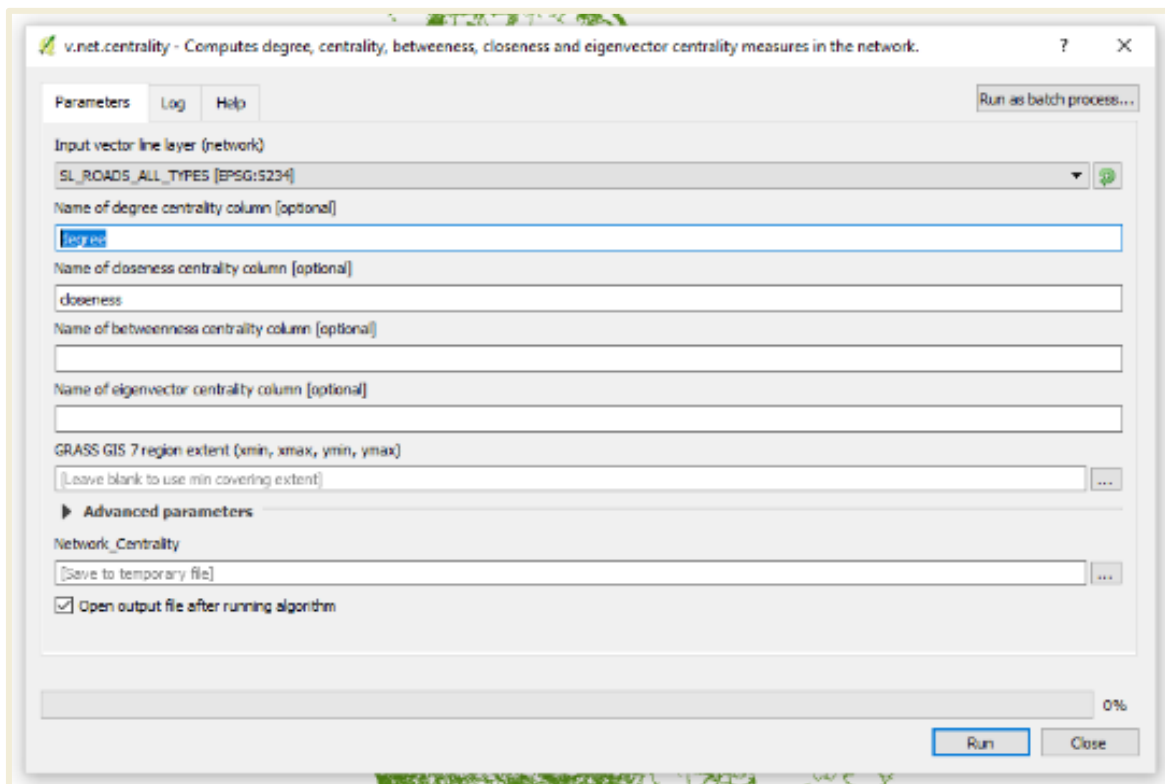 v.net.centrality - Computes degree, centrality, betweeness, closeness and eigenvector centrality measures in the network.
? X
Parameters Log Help Run as batch process...
Input vector line layer (network)
SL_ROADS_ALL_TYPES [EPSG:5234]
Name of degree centrality column [optional]
degree
Name of closeness centrality column [optional]
closeness
Name of betweenness centrality column [optional]
Name of eigenvector centrality column [optional]
GRASS GIS 7 region extent (xmin, xmax, ymin, ymax)
[Leave blank to use min covering extent]
...
Advanced parameters
Network_Centrality
[Save to temporary file]
...
Open output file after running algorithm
0%
Run Close